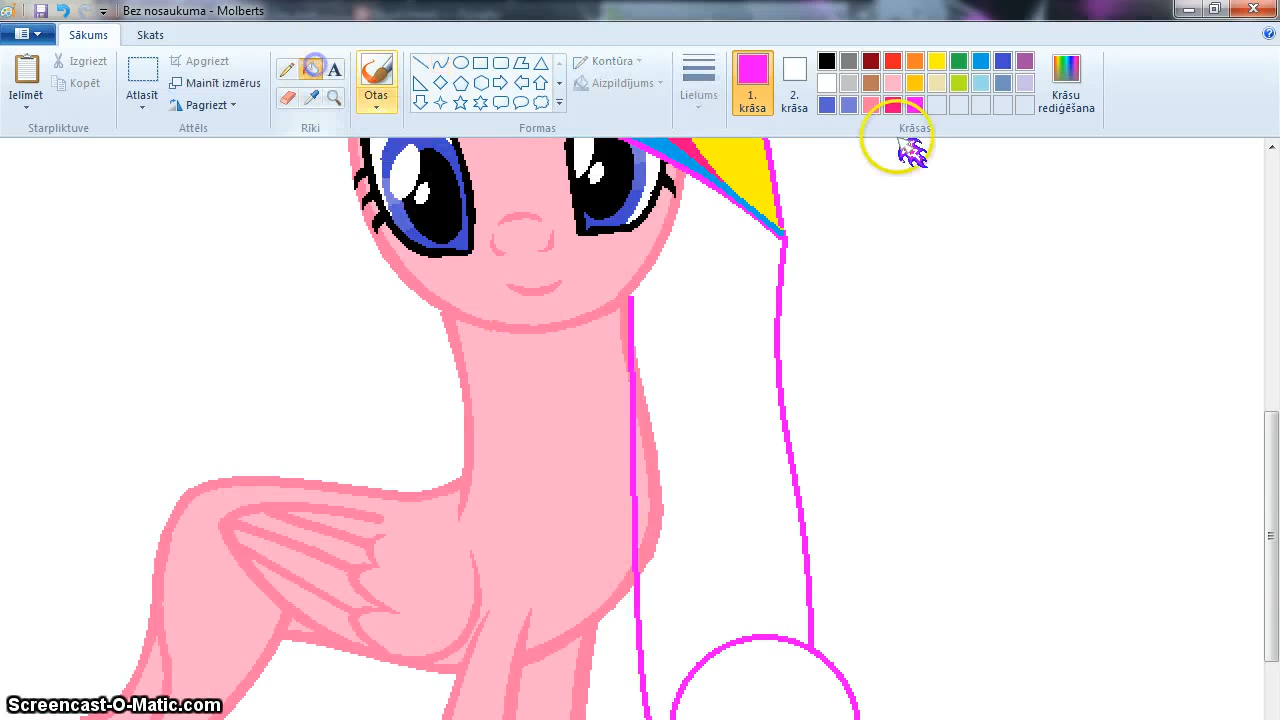 Bez nosaukuma - Molberts
Sākums Skats
Ielīmēt
Izgriezt
Kopēt
Starpliktuve
Atlasīt
Apgriezt
Mainīt izmērus
Pagriezt
Attēls
A
Rīki
Otas
Formas
Kontūra
Aizpildījums
Lielums
1.
krāsa
2.
krāsa
Krāsas
Krāsu
rediģēšana
Screencast-O-Matic.com